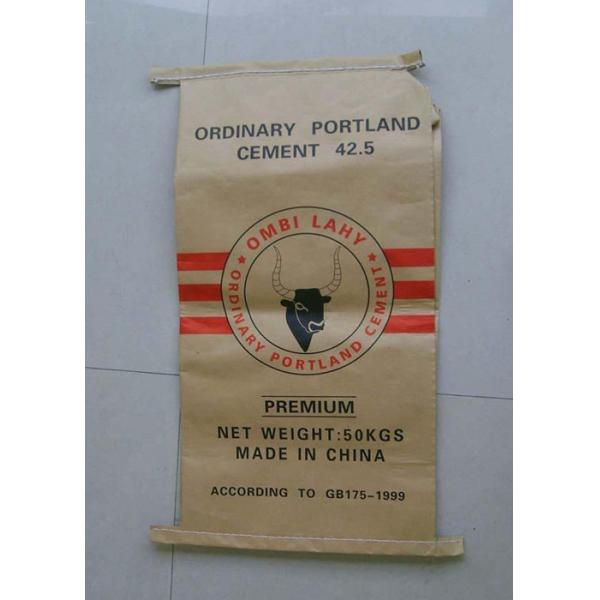 ORDINARY PORTLAND
CEMENT 42.5
OMBI LAHY
ORDINARY PORTLAND CEMENT
PREMIUM
NET WEIGHT:50KGS
MADE IN CHINA
ACCORDING TO GB175-1999